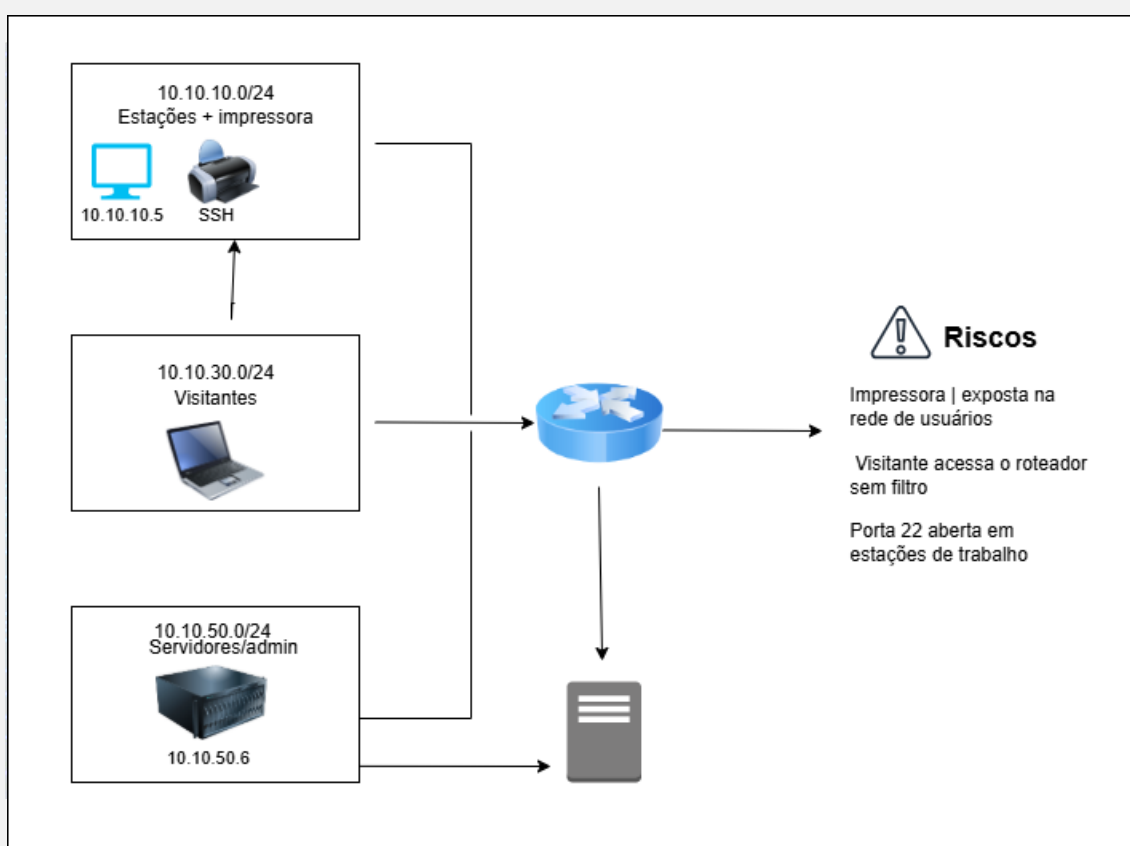 10.10.10.0/24
Estações + impressora
10.10.10.5
SSH
10.10.30.0/24
Visitantes
10.10.50.0/24
Servidores/admin
10.10.50.6
Riscos
Impressora | exposta na
rede de usuários
Visitante acessa o roteador
sem filtro
Porta 22 aberta em
estações de trabalho